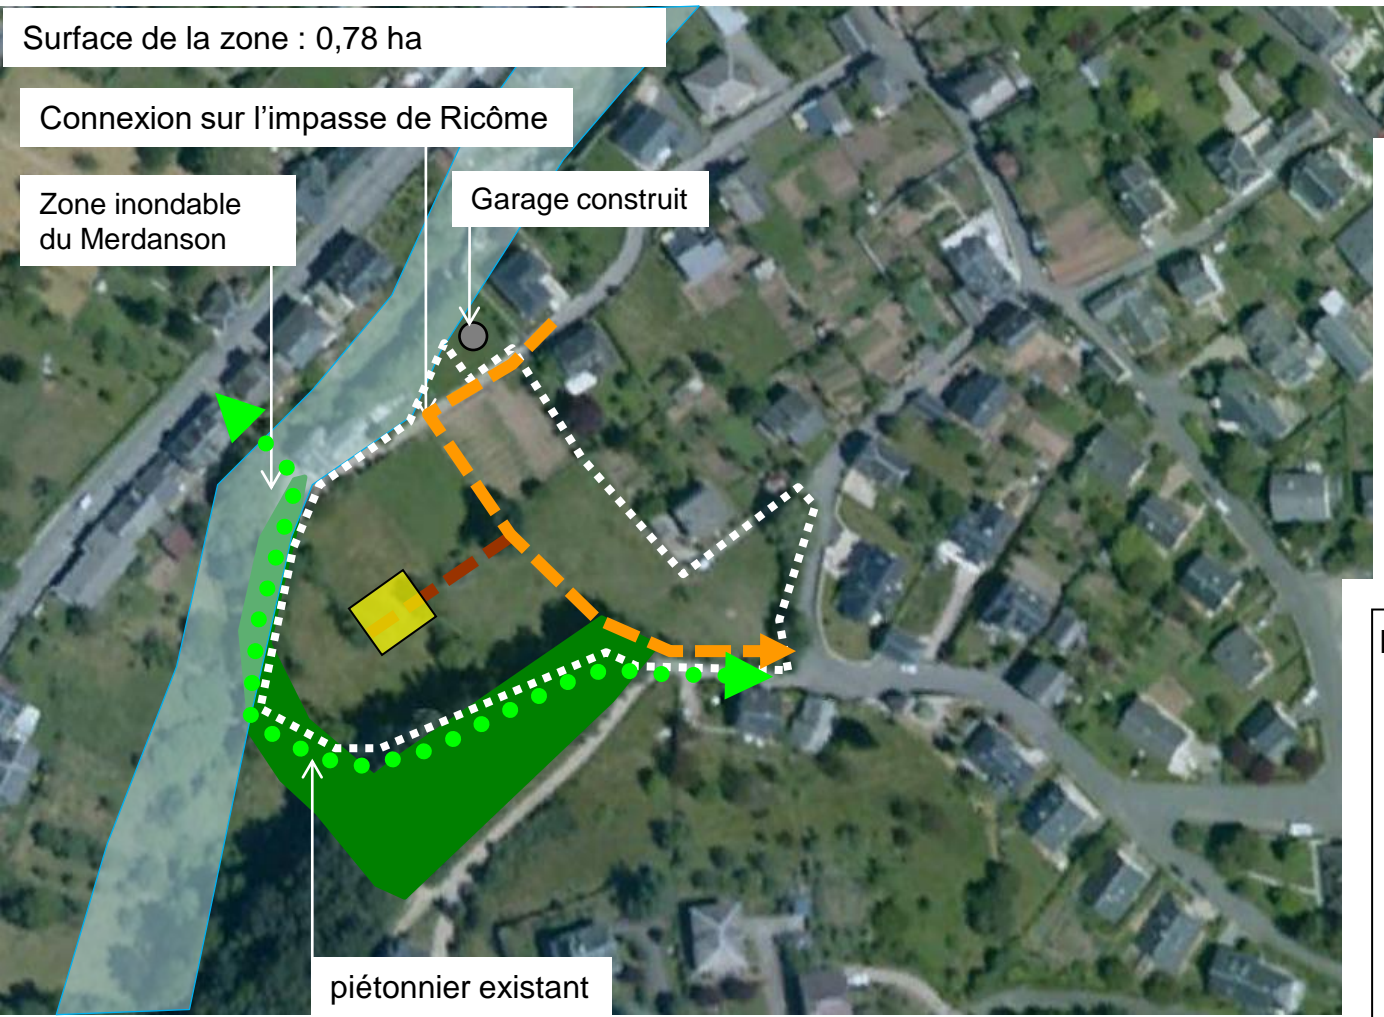 Surface de la zone : 0,78 ha
Connexion sur l'impasse de Ricôme
Zone inondable
du Merdanson
Garage construit
piétonnier existant